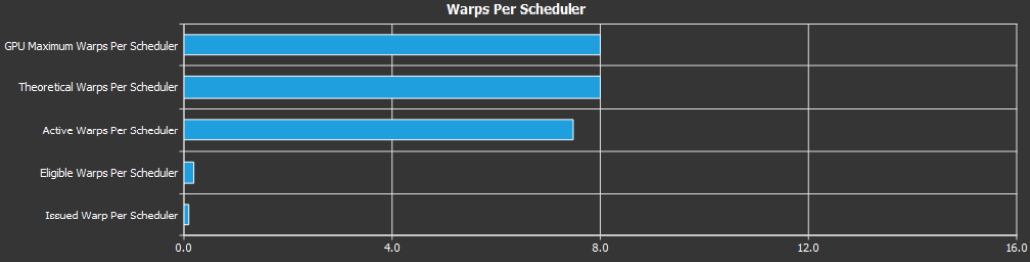 Warps Per Scheduler
GPU Maximum Warps Per Scheduler
Theoretical Warps Per Scheduler
Active Warps Per Scheduler
Eligible Warps Per Scheduler
Issued Warp Per Scheduler
0.0 4.0 8.0 12.0 16.0